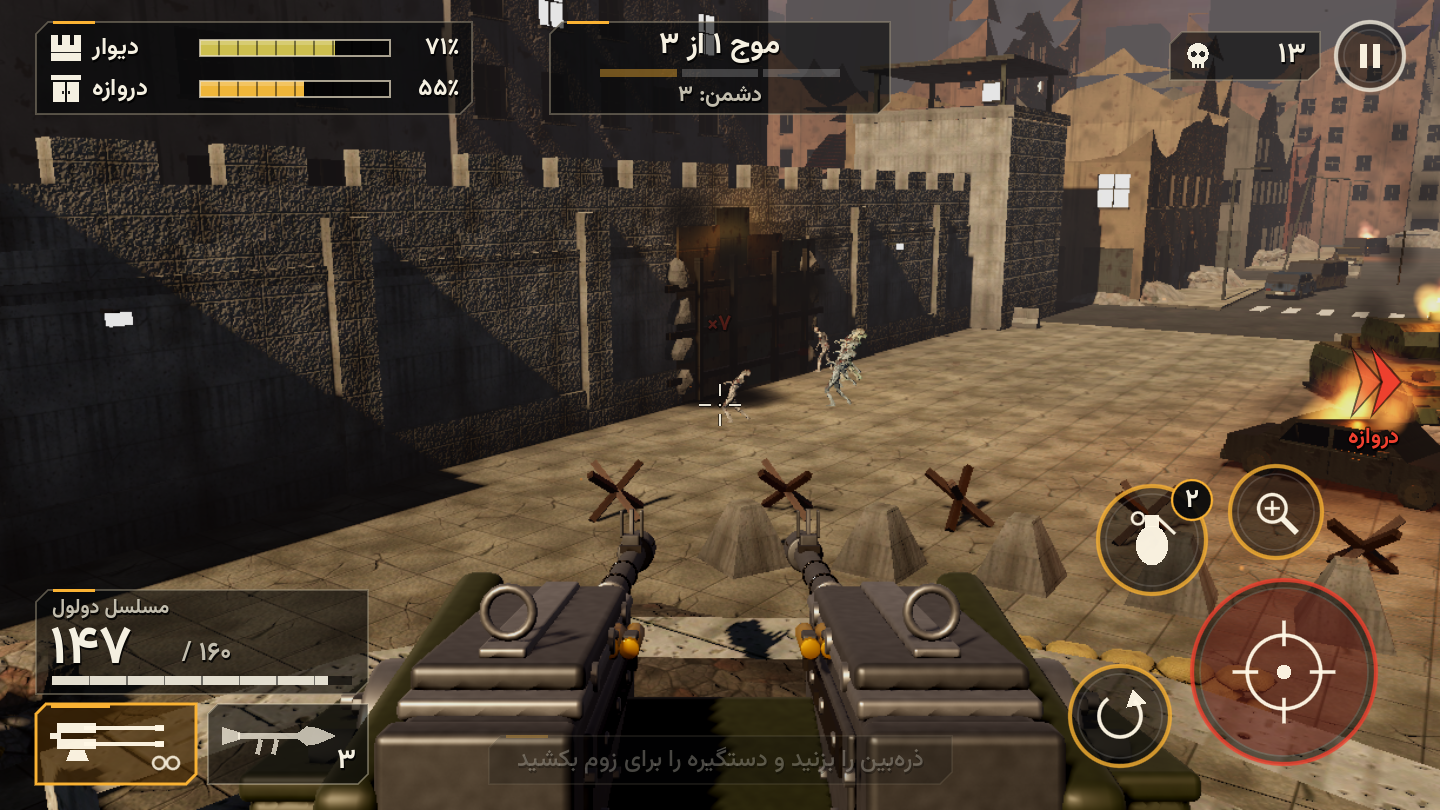 دیوار ۷۱٪
دروازه ۵۵٪
موج ۱ از ۳
دشمن: ۳
۱۳
×۷
دروازه
۲
مسلسل دولول
۱۴۷ / ۱۶۰
∞
۳
ذره‌بین را بزنید و دستگیره را برای زوم بکشید